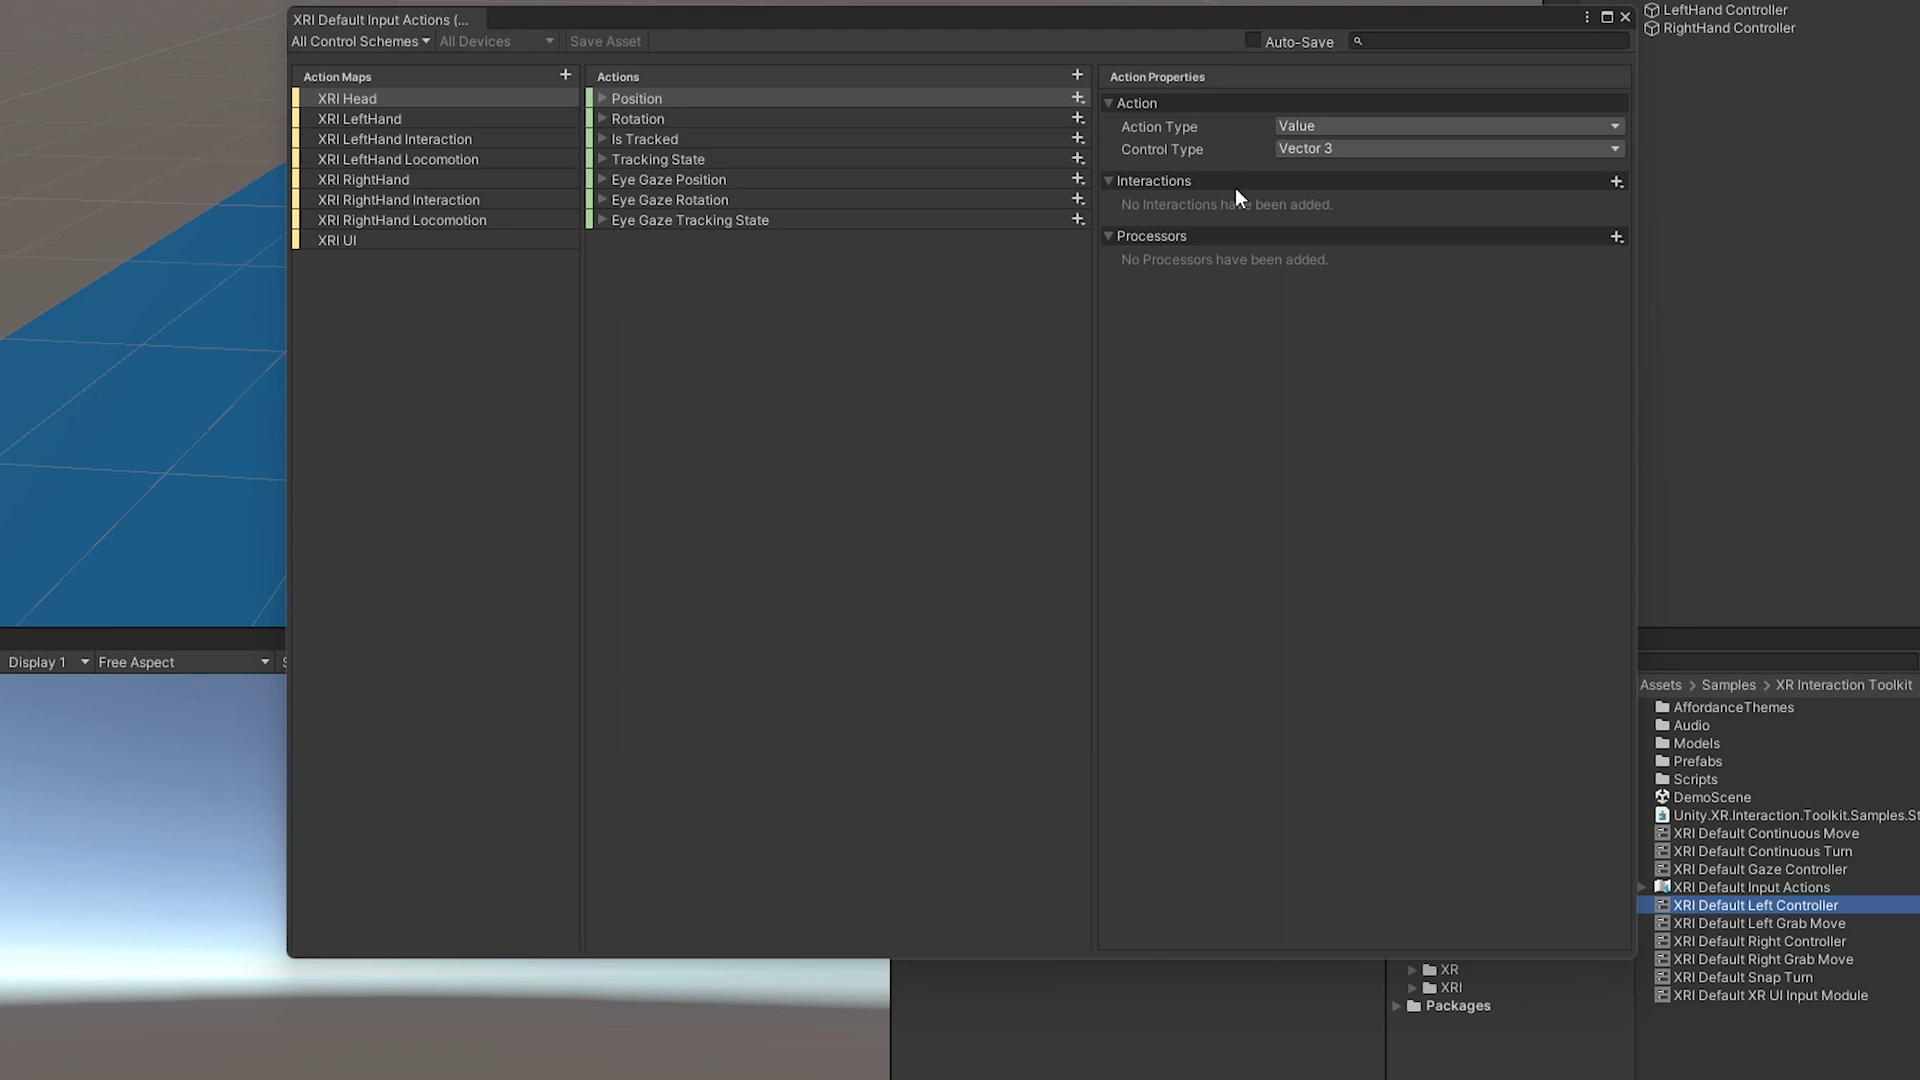 XRI Default Input Actions (...
All Control Schemes
All Devices
Save Asset
Auto-Save
Action Maps
XRI Head
XRI LeftHand
XRI LeftHand Interaction
XRI LeftHand Locomotion
XRI RightHand
XRI RightHand Interaction
XRI RightHand Locomotion
XRI UI
Actions
Position
Rotation
Is Tracked
Tracking State
Eye Gaze Position
Eye Gaze Rotation
Eye Gaze Tracking State
Action Properties
Action
Action Type
Value
Control Type
Vector 3
Interactions
No Interactions have been added.
Processors
No Processors have been added.
LeftHand Controller
RightHand Controller
Display 1
Free Aspect
Assets > Samples > XR Interaction Toolkit
AffordanceThemes
Audio
Models
Prefabs
Scripts
DemoScene
Unity.XR.Interaction.Toolkit.Samples.St
XRI Default Continuous Move
XRI Default Continuous Turn
XRI Default Gaze Controller
XRI Default Input Actions
XRI Default Left Controller
XRI Default Left Grab Move
XRI Default Right Controller
XRI Default Right Grab Move
XRI Default Snap Turn
XRI Default XR UI Input Module
XR
XRI
Packages